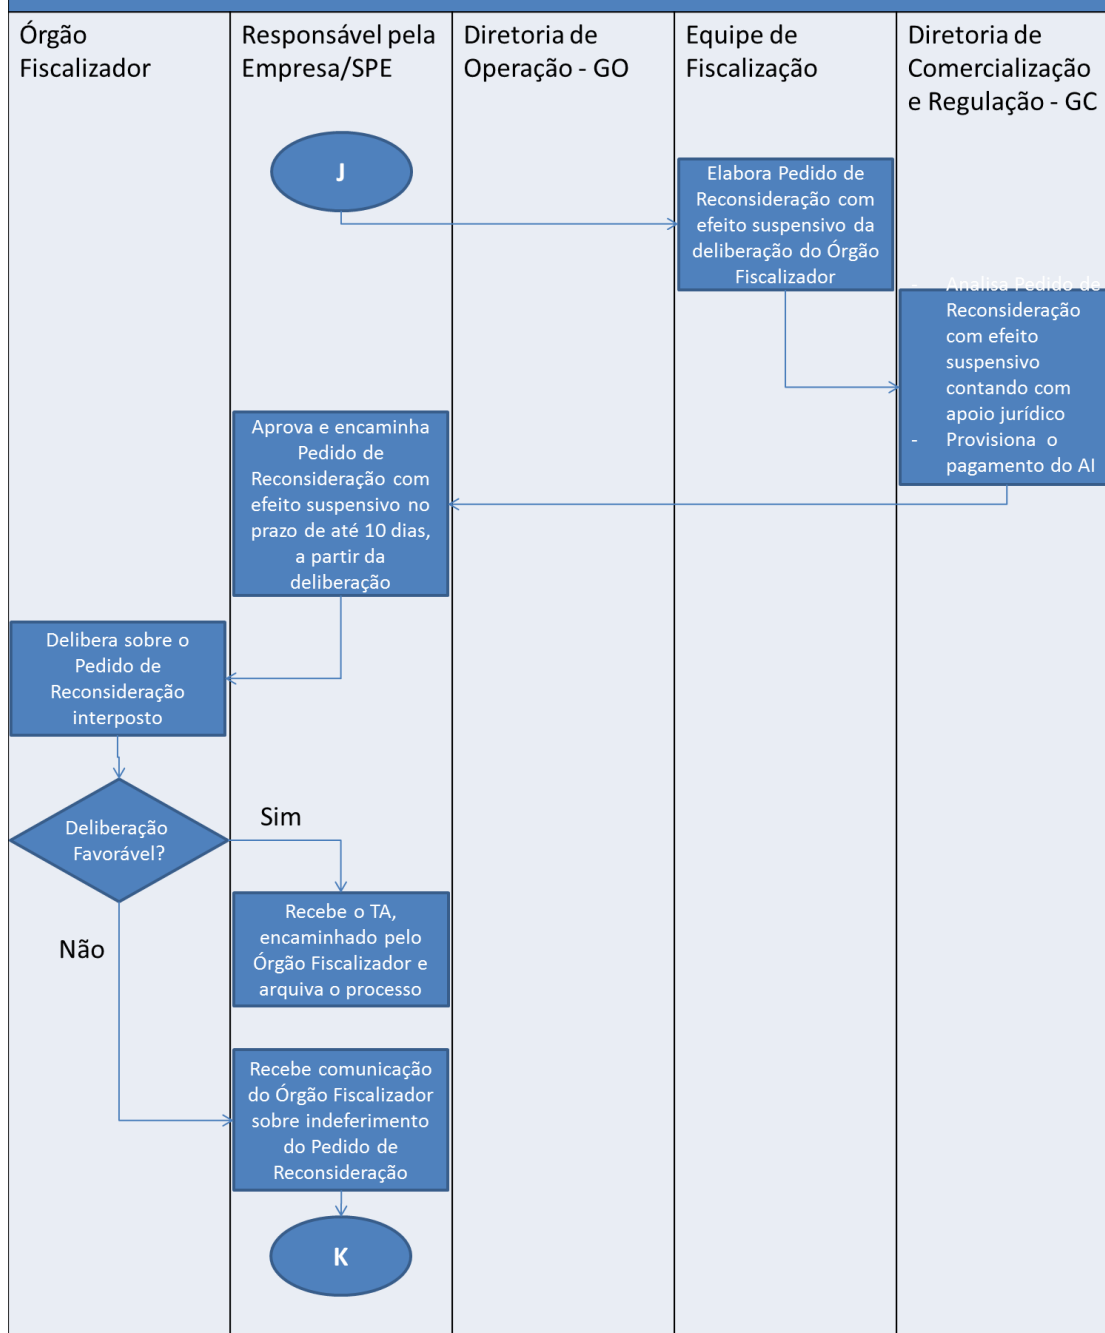 Órgão
Fiscalizador
Responsável pela
Empresa/SPE
Diretoria de
Operação - GO
Equipe de
Fiscalização
Diretoria de
Comercialização
e Regulação - GC
J
Elabora Pedido de
Reconsideração com
efeito suspensivo da
deliberação do Órgão
Fiscalizador
- Analisa Pedido de
Reconsideração
com efeito
suspensivo
contando com
apoio jurídico
- Provisiona o
pagamento do AI
Aprova e encaminha
Pedido de
Reconsideração com
efeito suspensivo no
prazo de até 10 dias,
a partir da
deliberação
Delibera sobre o
Pedido de
Reconsideração
interposto
Deliberação
Favorável?
Sim
Não
Recebe o TA,
encaminhado pelo
Órgão Fiscalizador e
arquiva o processo
Recebe comunicação
do Órgão Fiscalizador
sobre indeferimento
do Pedido de
Reconsideração
K